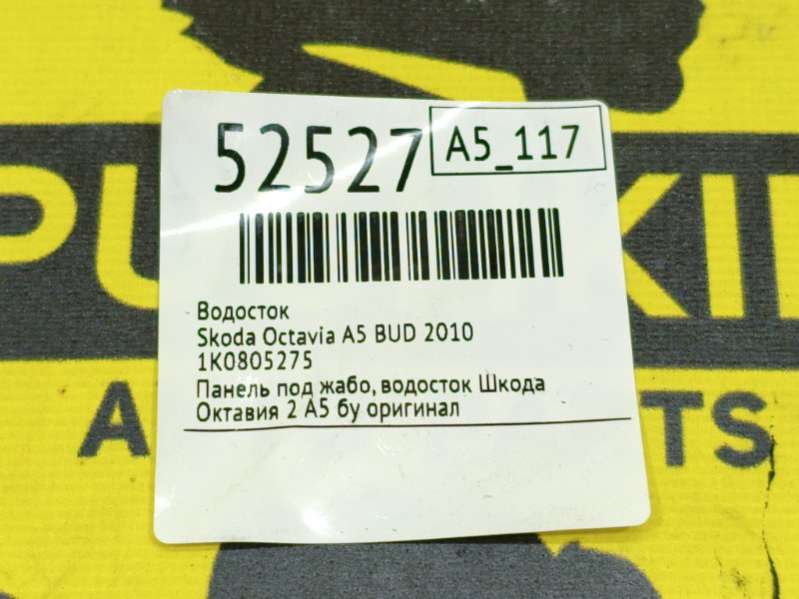 52527
A5_117
Водосток
Skoda Octavia A5 BUD 2010
1K0805275
Панель под жабо, водосток Шкода
Октавия 2 А5 бу оригинал